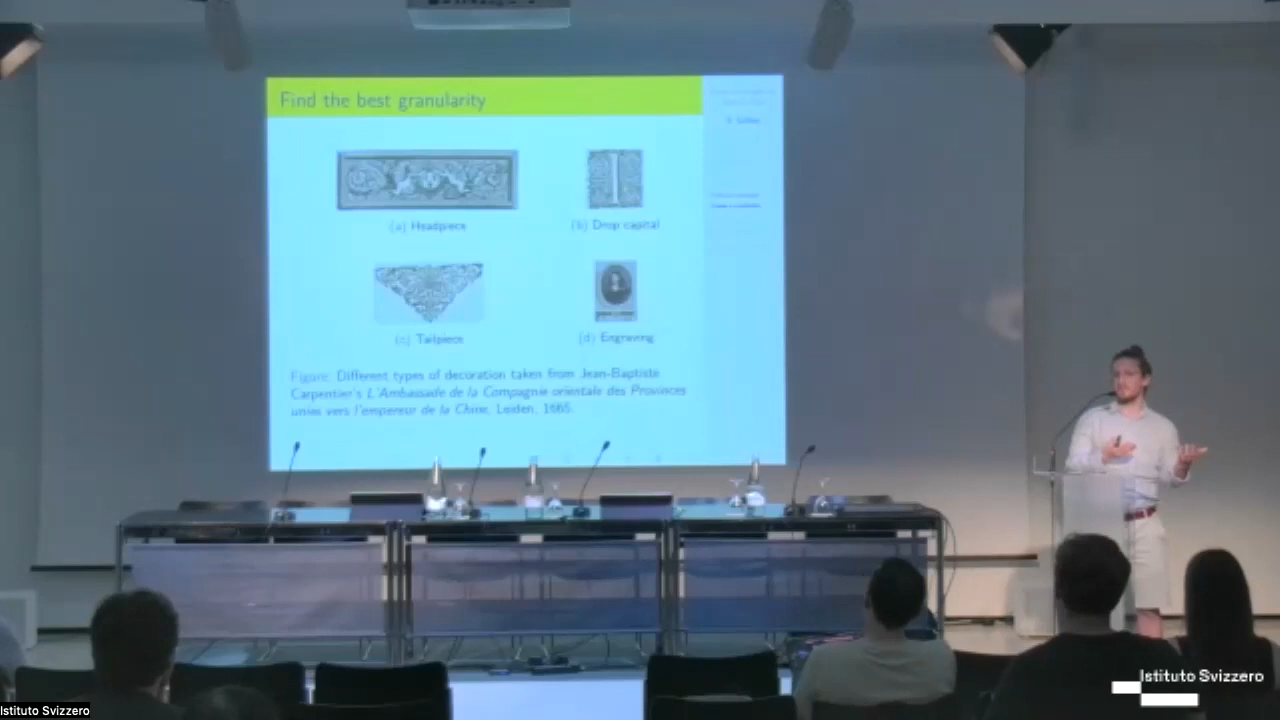 Find the best granularity
(a) Headpiece
(b) Drop capital
(c) Tailpiece
(d) Engraving
Figure: Different types of decoration taken from Jean-Baptiste
Carpentier's L'Ambassade de la Compagnie orientale des Provinces
unies vers l'empereur de la Chine, Leiden, 1665.
Istituto Svizzero
Istituto Svizzero